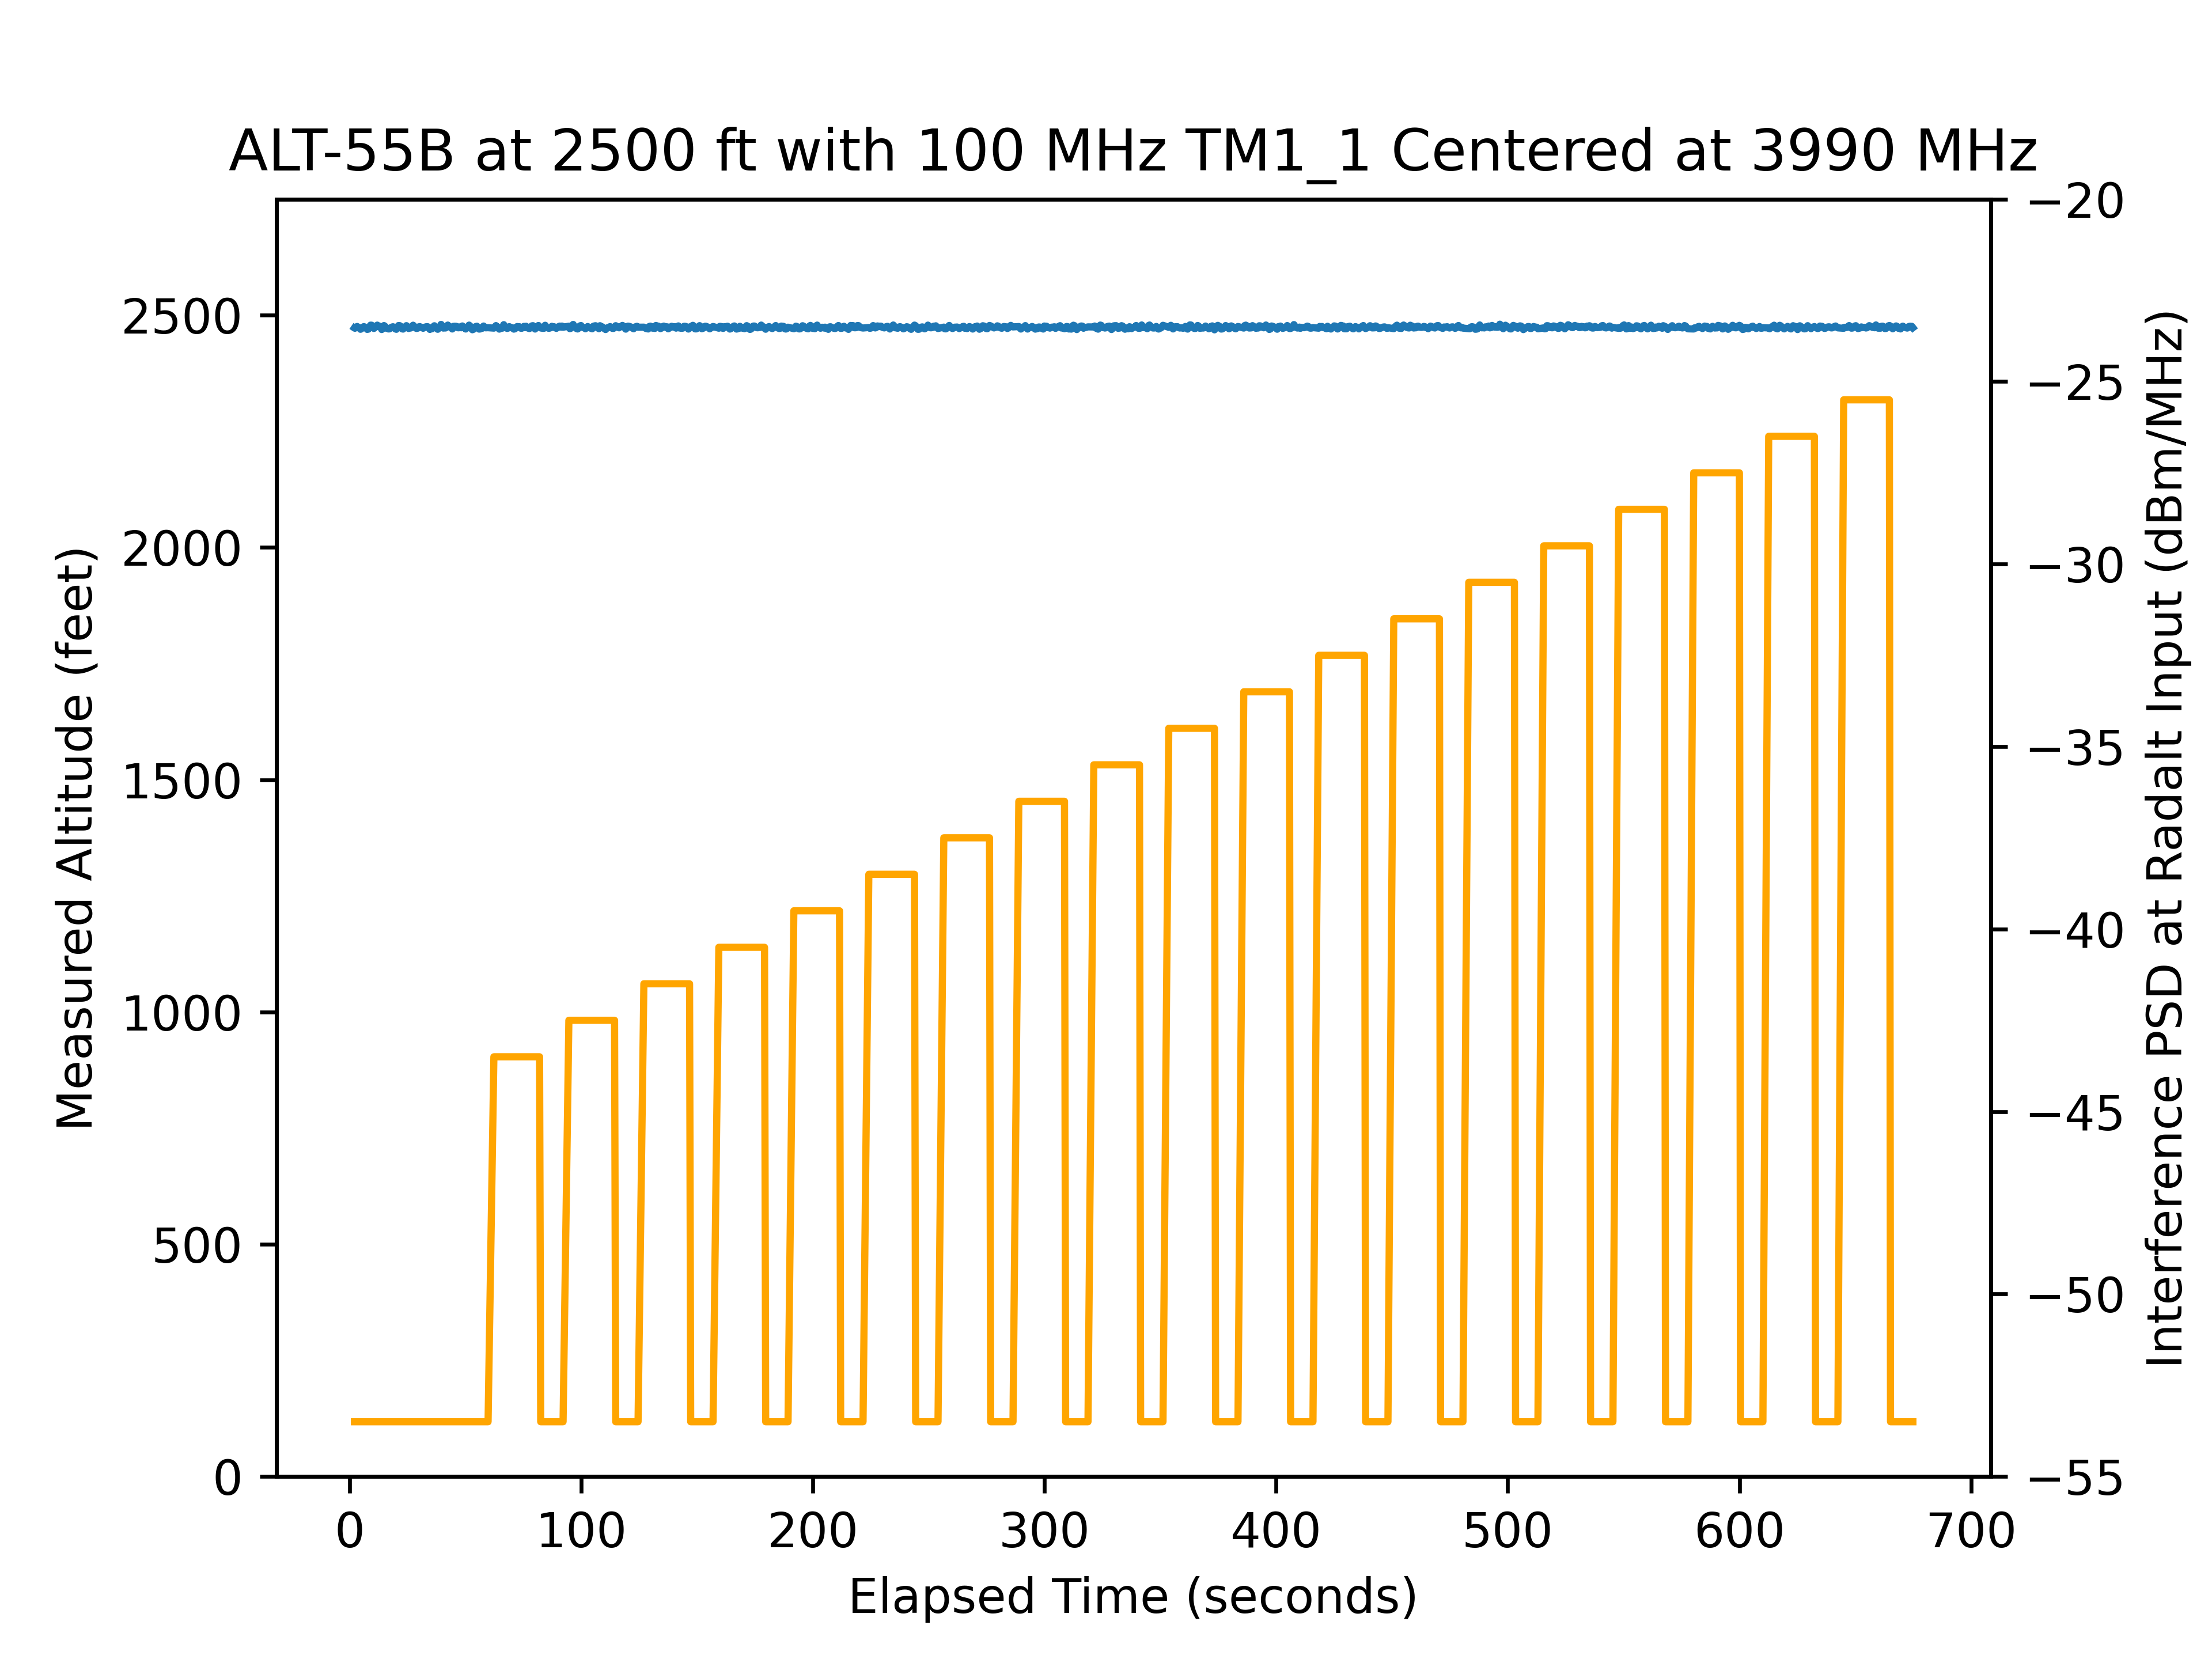 ALT-55B at 2500 ft with 100 MHz TM1_1 Centered at 3990 MHz
Measured Altitude (feet)
2500
2000
1500
1000
500
0
0 100 200 300 400 500 600 700
Elapsed Time (seconds)
−20
−25
−30
−35
−40
−45
−50
−55
Interference PSD at Radalt Input (dBm/MHz)